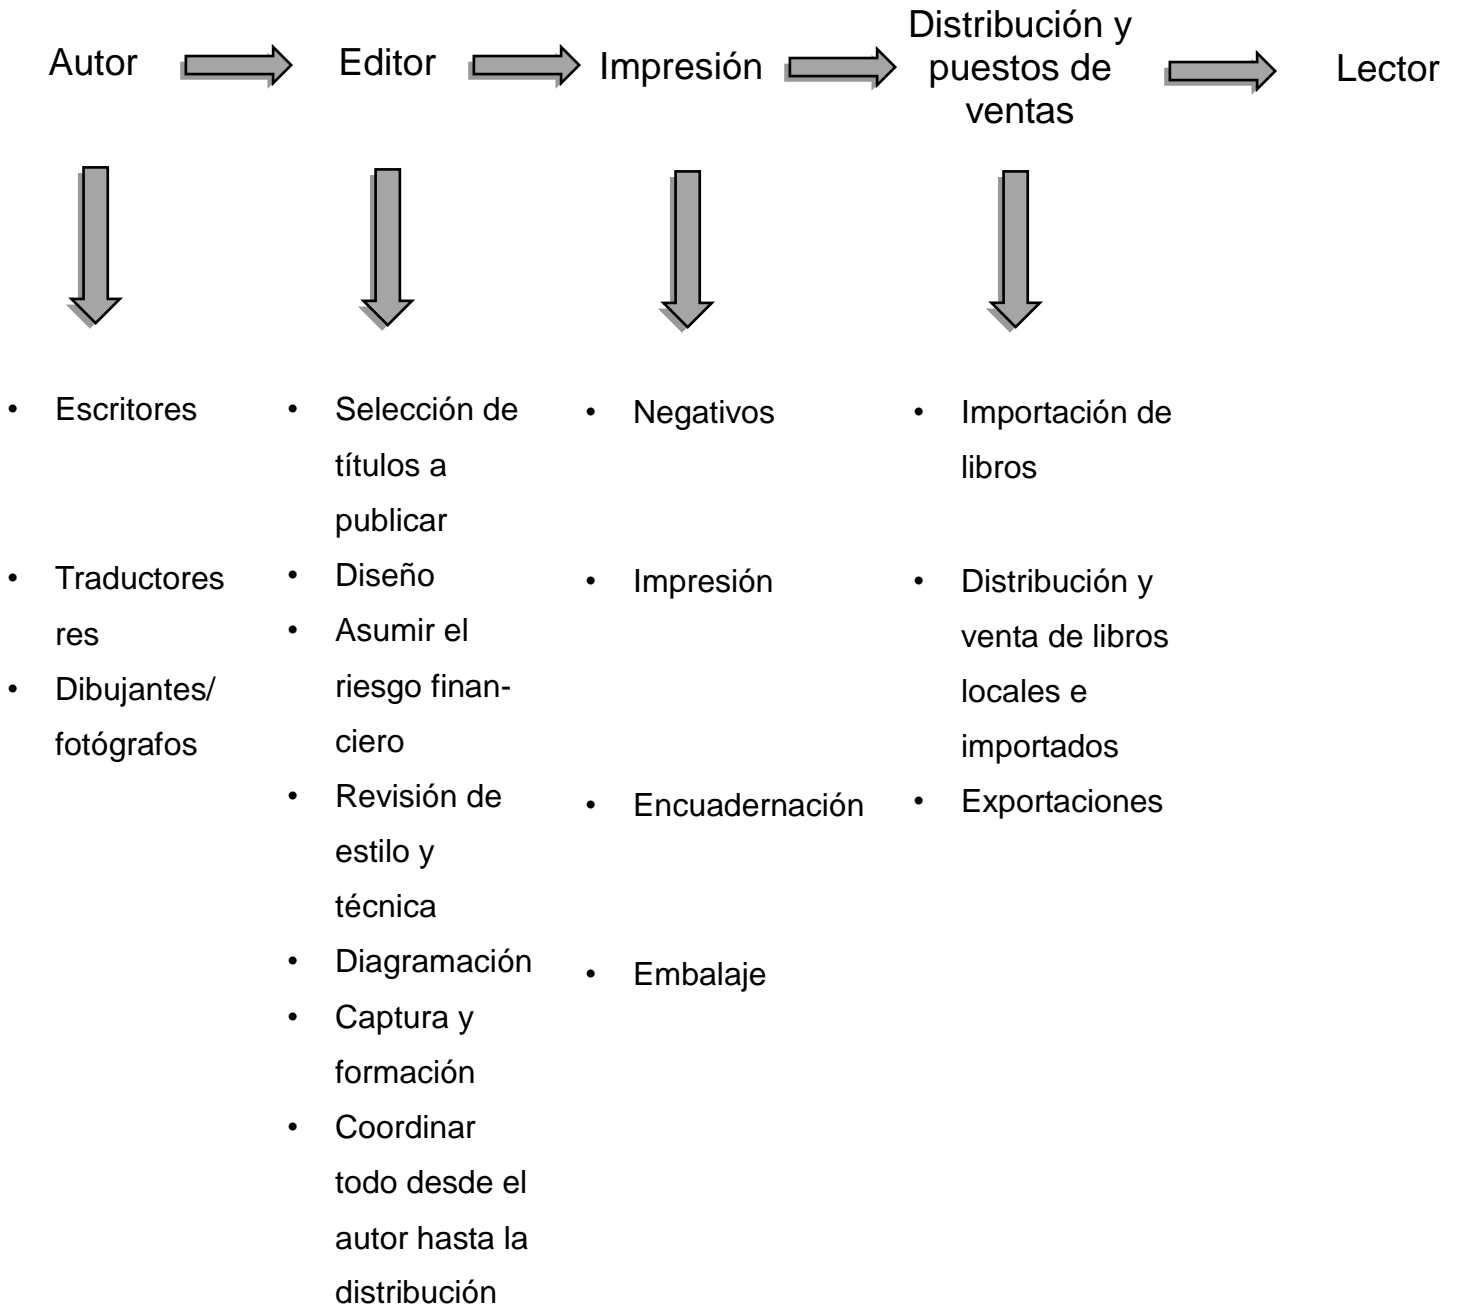 Autor
Editor
Impresión
Distribución y
puestos de
ventas
Lector
• Escritores
• Traductores
res
• Dibujantes/
fotógrafos
• Selección de
títulos a
publicar
• Diseño
• Asumir el
riesgo finan-
ciero
• Revisión de
estilo y
técnica
• Diagramación
• Captura y
formación
• Coordinar
todo desde el
autor hasta la
distribución
• Negativos
• Impresión
• Encuadernación
• Embalaje
• Importación de
libros
• Distribución y
venta de libros
locales e
importados
• Exportaciones